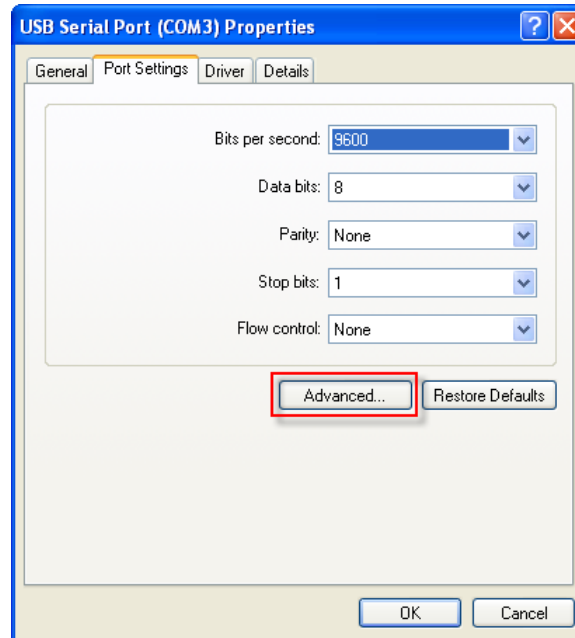 USB Serial Port (COM3) Properties
General Port Settings Driver Details
Bits per second: 9600
Data bits: 8
Parity: None
Stop bits: 1
Flow control: None
Advanced... Restore Defaults
OK Cancel